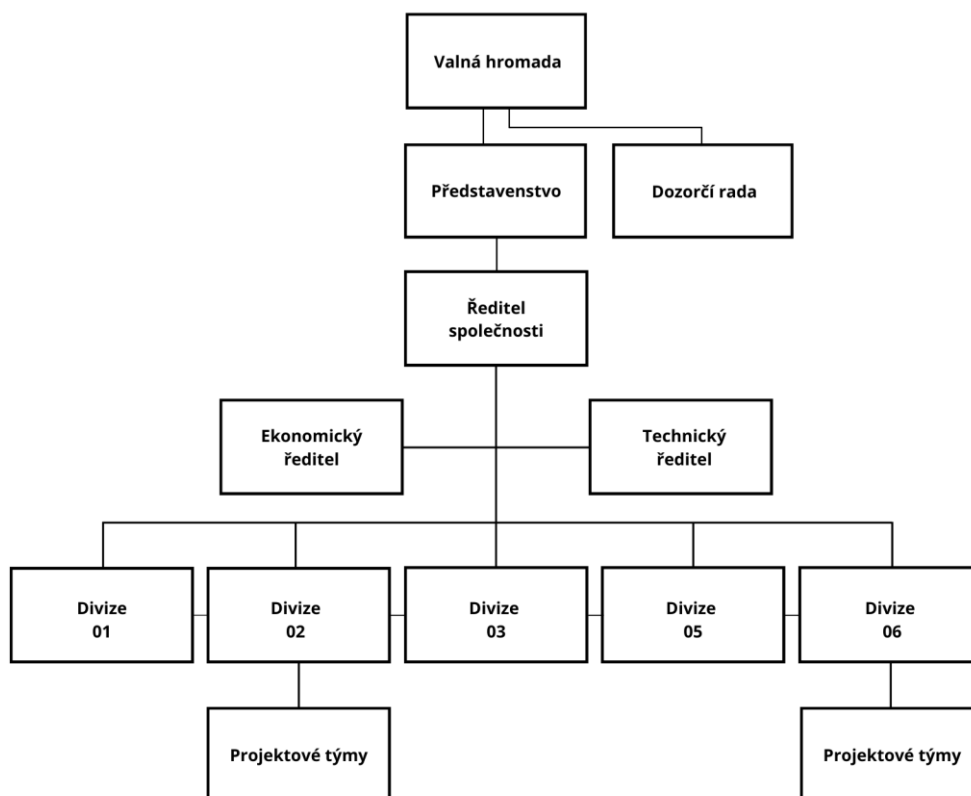 Valná hromada
Představenstvo
Dozorčí rada
Ředitel
společnosti
Ekonomický
ředitel
Technický
ředitel
Divize
01
Divize
02
Divize
03
Divize
05
Divize
06
Projektové týmy
Projektové týmy